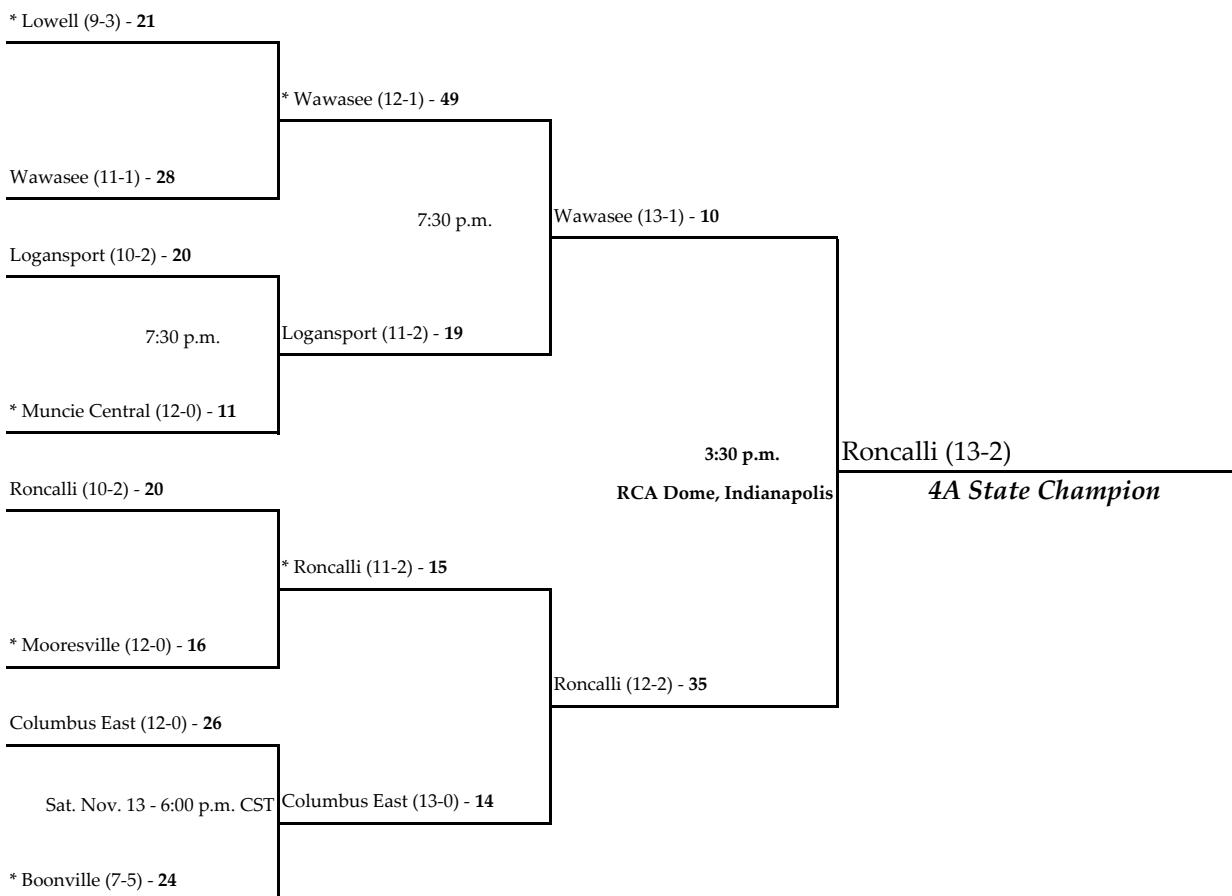 * Lowell (9-3) - 21
* Wawasee (12-1) - 49
Wawasee (11-1) - 28
7:30 p.m.
Wawasee (13-1) - 10
Logansport (10-2) - 20
7:30 p.m.
Logansport (11-2) - 19
* Muncie Central (12-0) - 11
3:30 p.m.
Roncalli (13-2)
RCA Dome, Indianapolis
4A State Champion
Roncalli (10-2) - 20
* Roncalli (11-2) - 15
* Mooresville (12-0) - 16
Roncalli (12-2) - 35
Columbus East (12-0) - 26
Sat. Nov. 13 - 6:00 p.m. CST
Columbus East (13-0) - 14
* Boonville (7-5) - 24